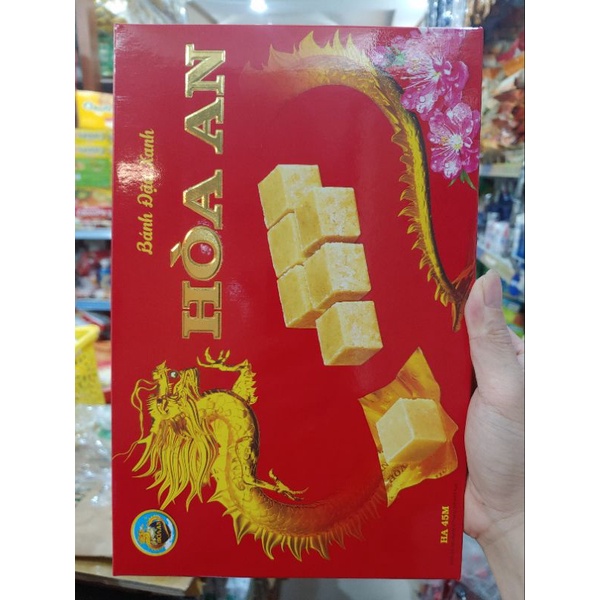 Bánh Đậu Xanh
HÒA AN
HA 45M